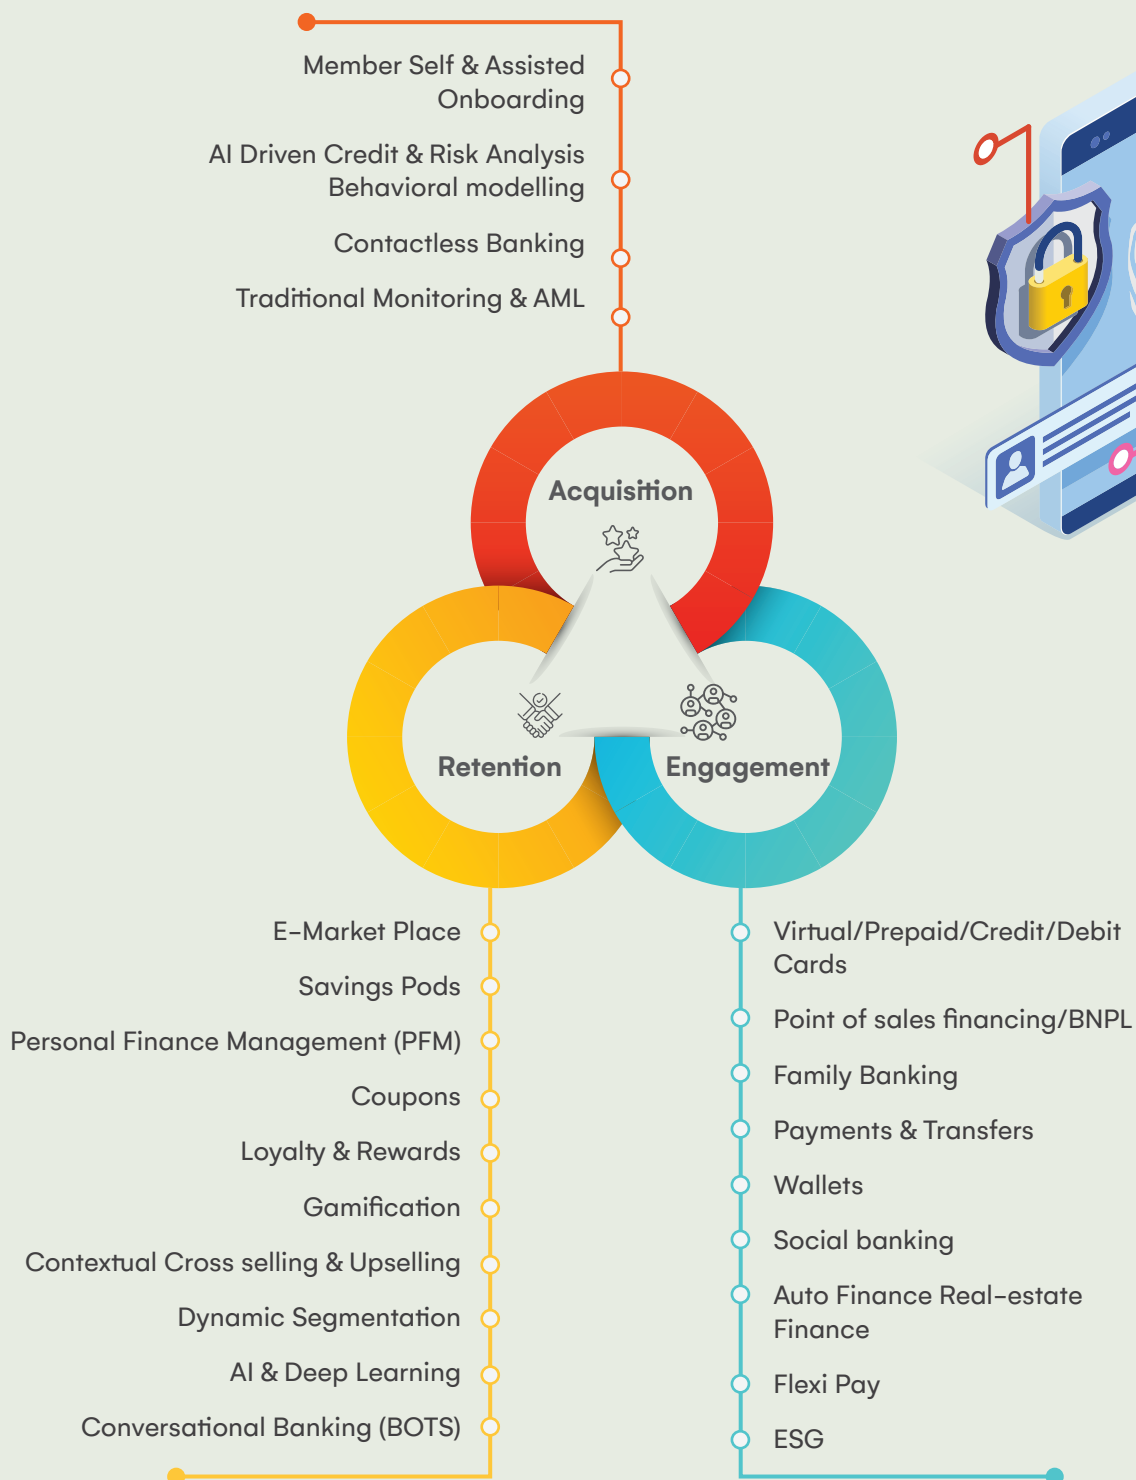 Member Self & Assisted
Onboarding
AI Driven Credit & Risk Analysis
Behavioral modelling
Contactless Banking
Traditional Monitoring & AML
Acquisition
Retention
Engagement
E-Market Place
Savings Pods
Personal Finance Management (PFM)
Coupons
Loyalty & Rewards
Gamification
Contextual Cross selling & Upselling
Dynamic Segmentation
AI & Deep Learning
Conversational Banking (BOTS)
Virtual/Prepaid/Credit/Debit
Cards
Point of sales financing/BNPL
Family Banking
Payments & Transfers
Wallets
Social banking
Auto Finance Real-estate
Finance
Flexi Pay
ESG